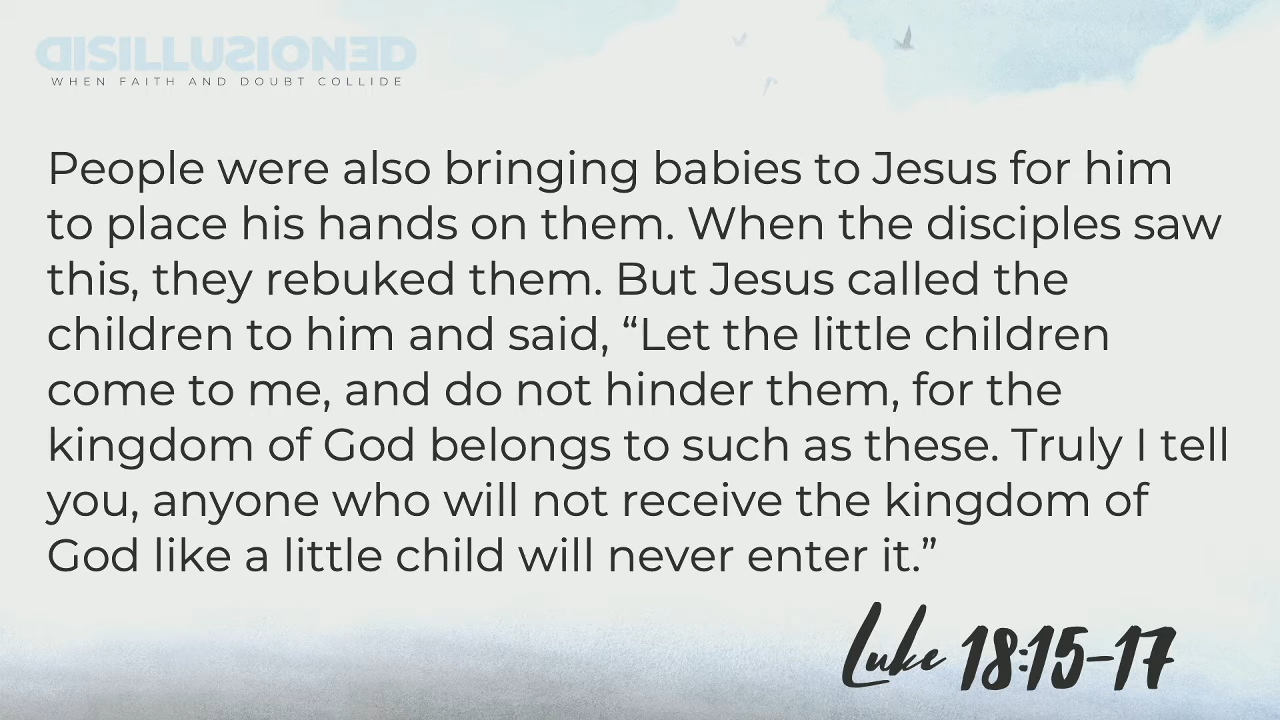 DISILLUSIONED
WHEN FAITH AND DOUBT COLLIDE
People were also bringing babies to Jesus for him
to place his hands on them. When the disciples saw
this, they rebuked them. But Jesus called the
children to him and said, “Let the little children
come to me, and do not hinder them, for the
kingdom of God belongs to such as these. Truly I tell
you, anyone who will not receive the kingdom of
God like a little child will never enter it.”
Luke 18:15-17